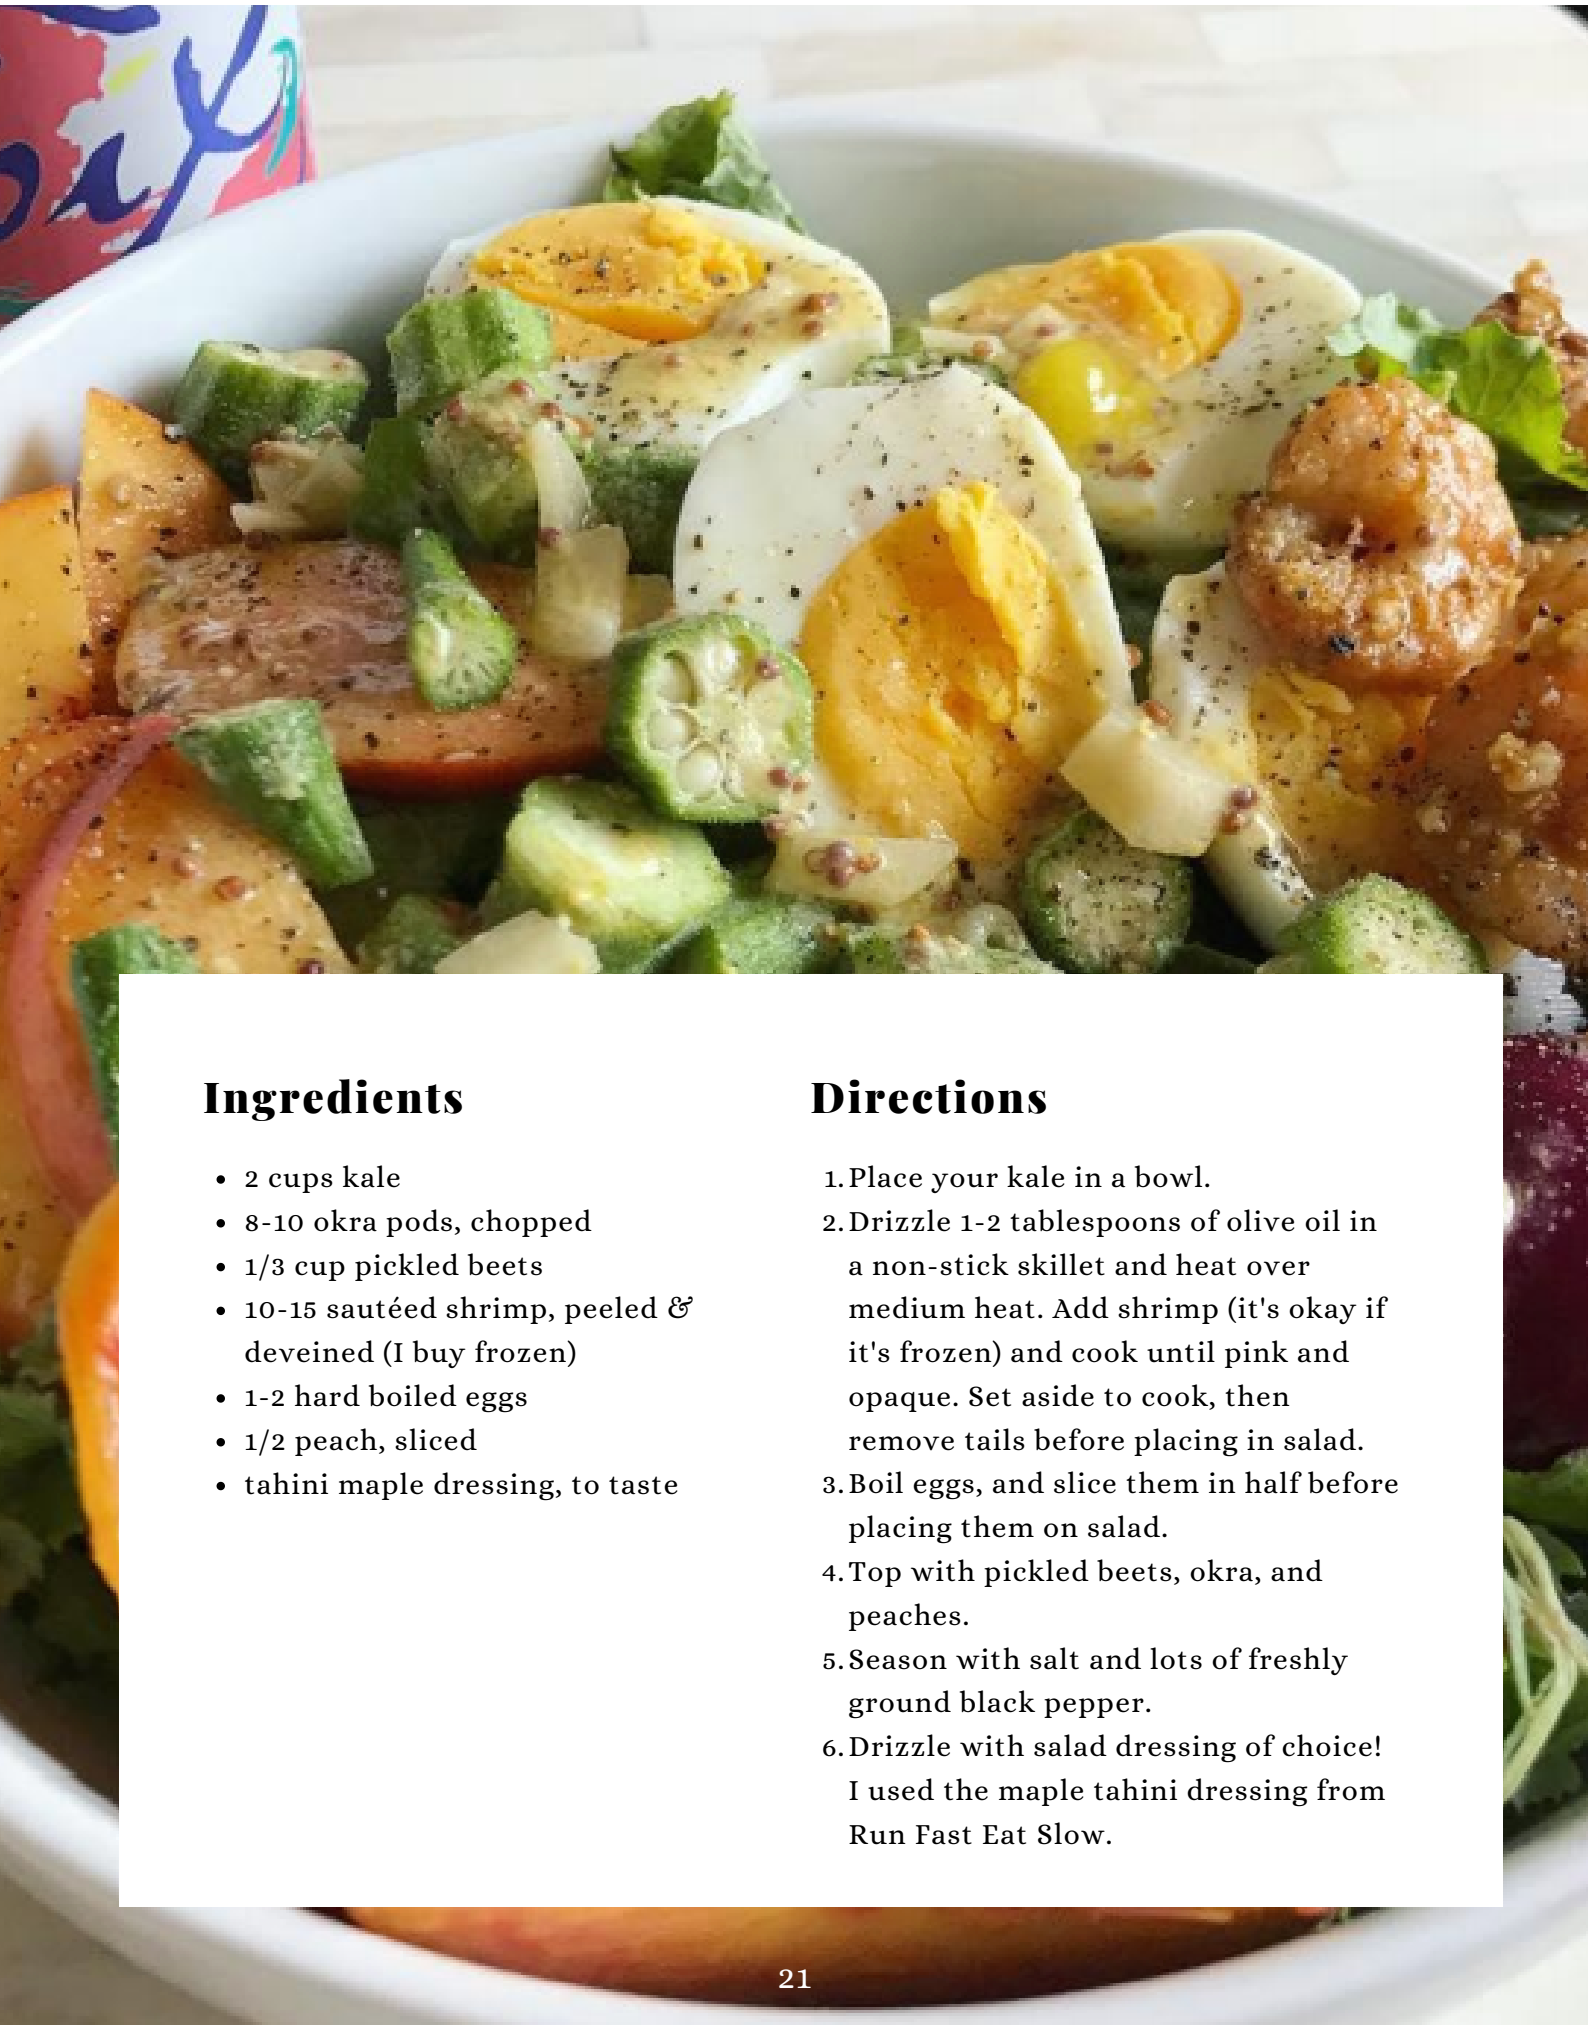 Ingredients
• 2 cups kale
• 8-10 okra pods, chopped
• 1/3 cup pickled beets
• 10-15 sautéed shrimp, peeled &
deveined (I buy frozen)
• 1-2 hard boiled eggs
• 1/2 peach, sliced
• tahini maple dressing, to taste
Directions
1. Place your kale in a bowl.
2. Drizzle 1-2 tablespoons of olive oil in
a non-stick skillet and heat over
medium heat. Add shrimp (it's okay if
it's frozen) and cook until pink and
opaque. Set aside to cook, then
remove tails before placing in salad.
3. Boil eggs, and slice them in half before
placing them on salad.
4. Top with pickled beets, okra, and
peaches.
5. Season with salt and lots of freshly
ground black pepper.
6. Drizzle with salad dressing of choice!
I used the maple tahini dressing from
Run Fast Eat Slow.
21